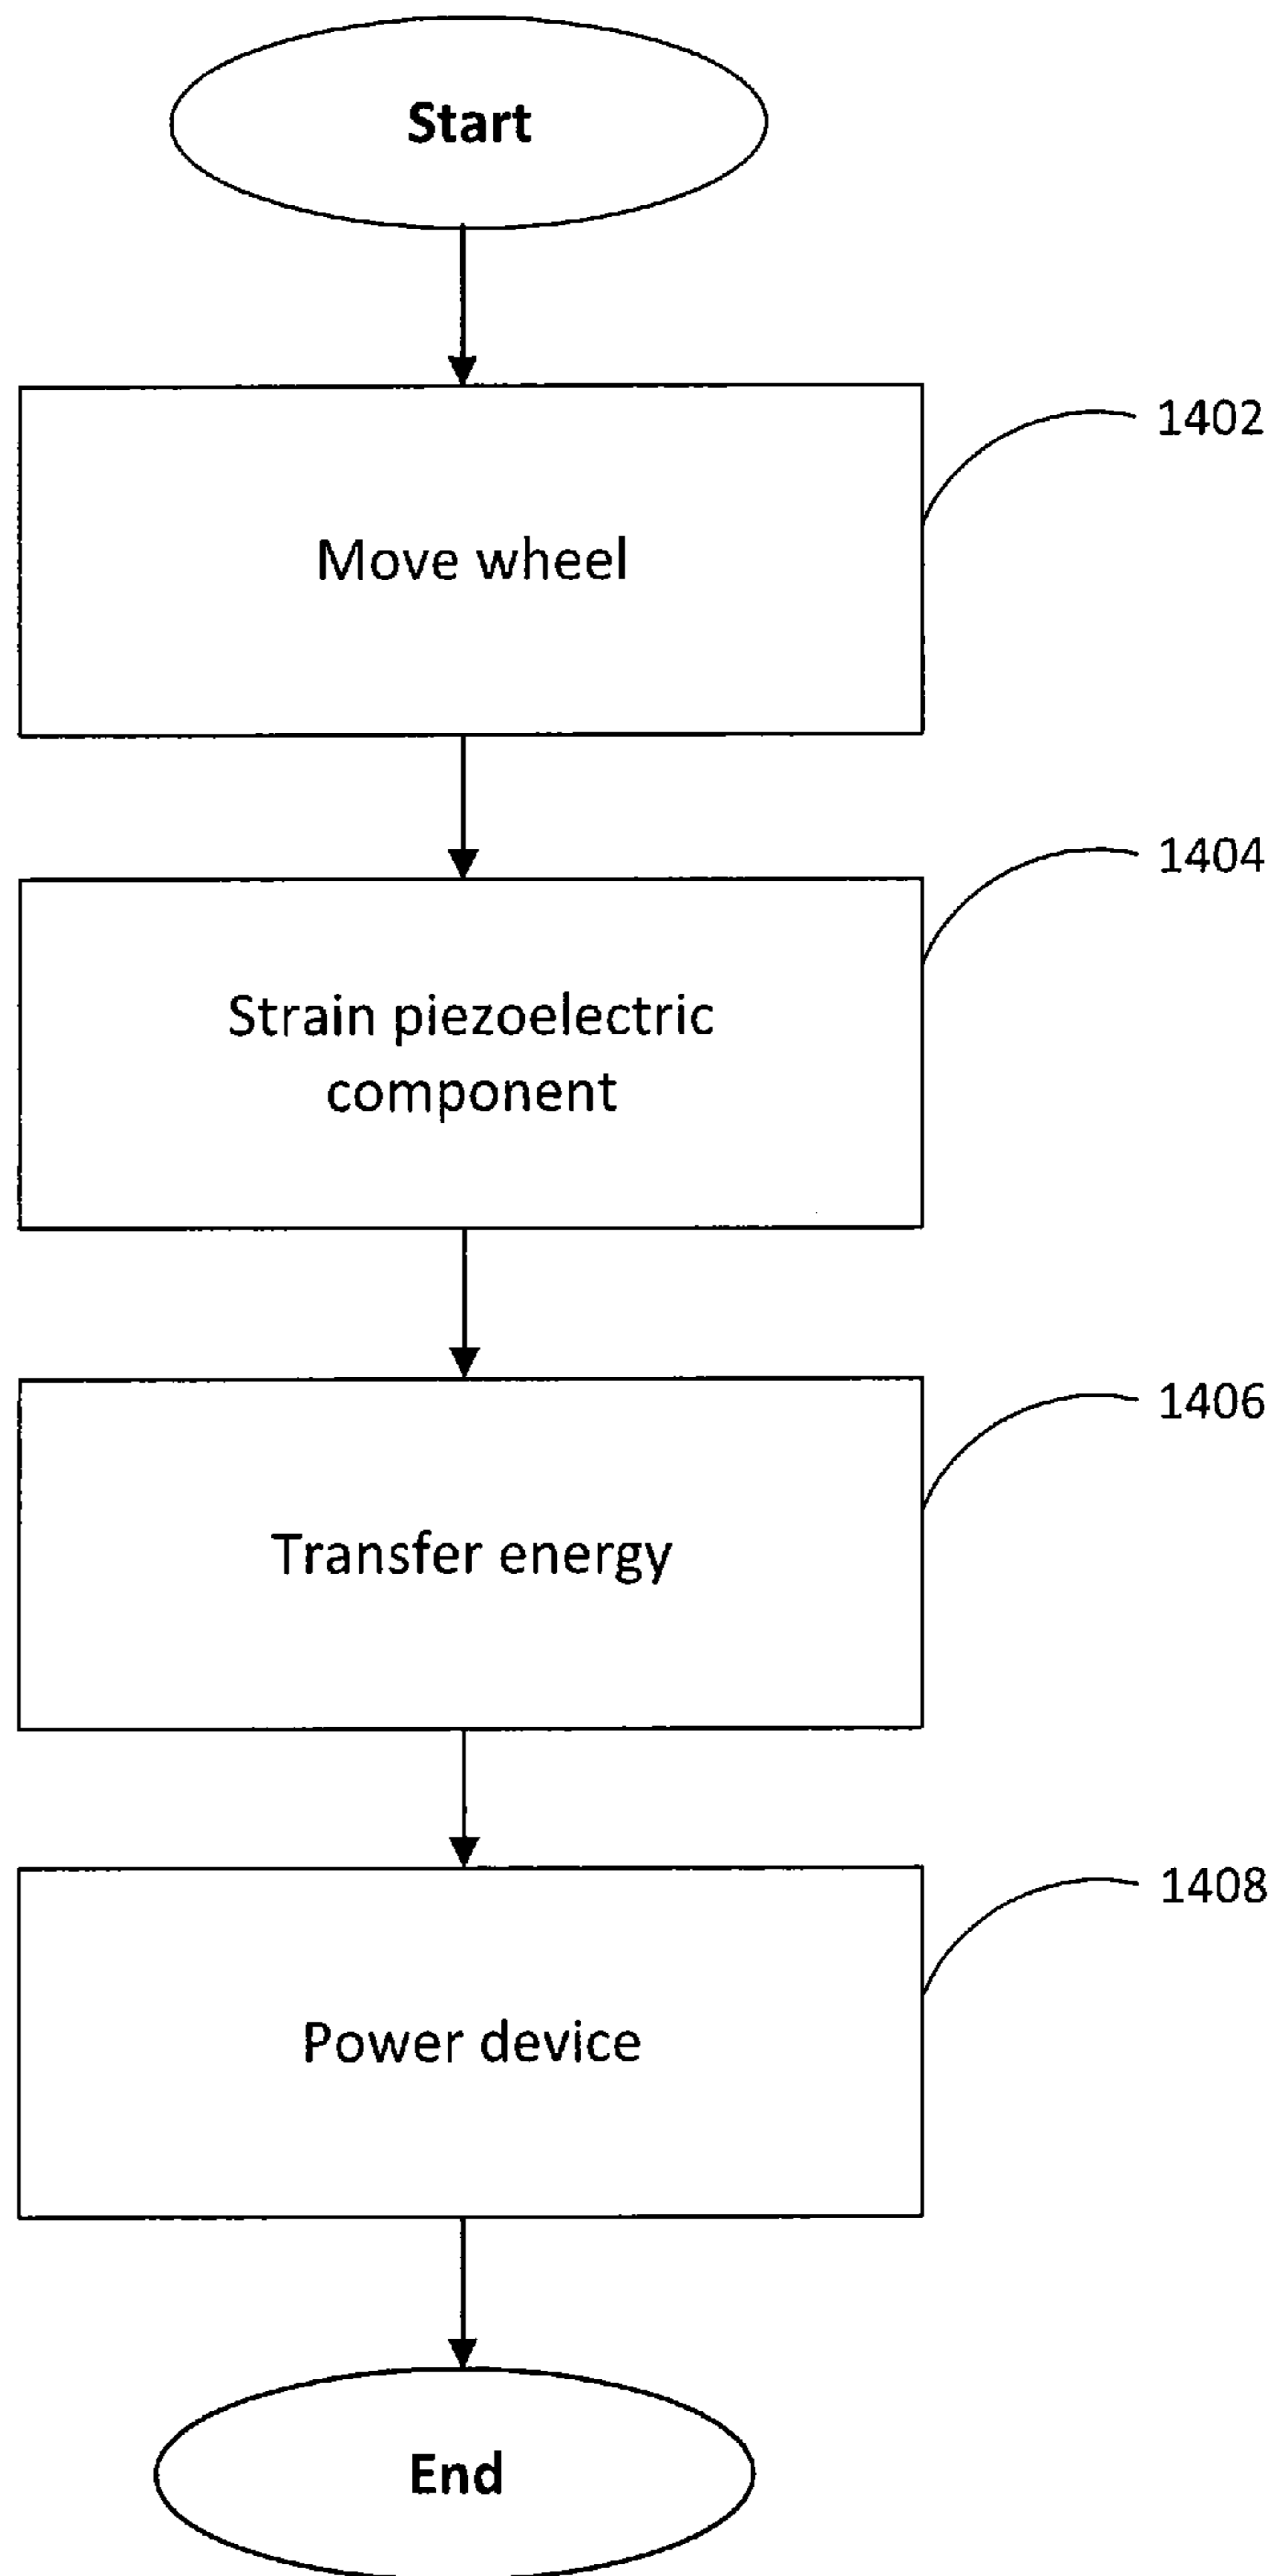 Start
1402
Move wheel
1404
Strain piezoelectric
component
1406
Transfer energy
1408
Power device
End